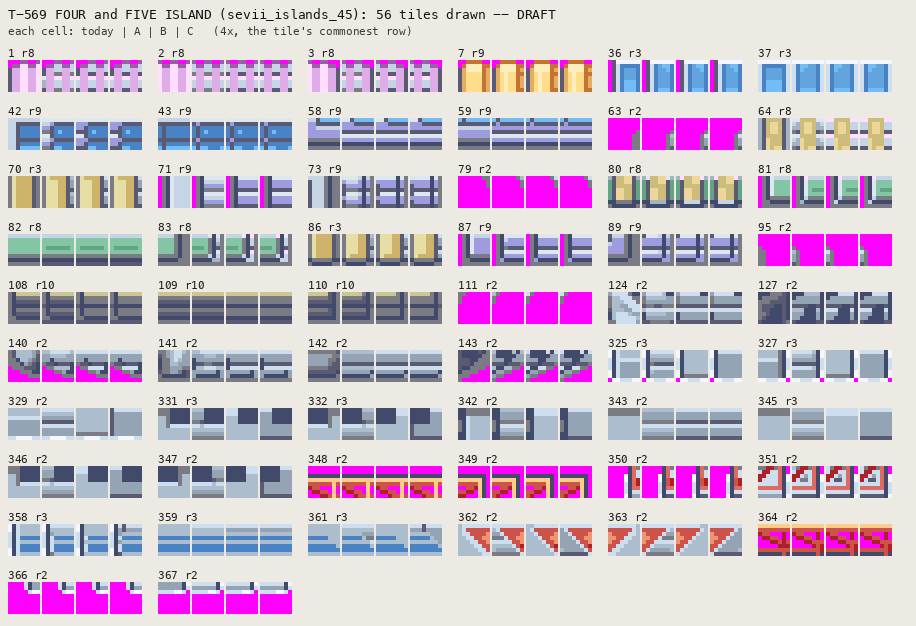 T-569 FOUR and FIVE ISLAND (sevii_islands_45): 56 tiles drawn -- DRAFT
each cell: today | A | B | C (4x, the tile's commonest row)
1 r8 2 r8 3 r8 7 r9 36 r3 37 r3
42 r9 43 r9 58 r9 59 r9 63 r2 64 r8
70 r3 71 r9 73 r9 79 r2 80 r8 81 r8
82 r8 83 r8 86 r3 87 r9 89 r9 95 r2
108 r10 109 r10 110 r10 111 r2 124 r2 127 r2
140 r2 141 r2 142 r2 143 r2 325 r3 327 r3
329 r2 331 r3 332 r3 342 r2 343 r2 345 r3
346 r2 347 r2 348 r2 349 r2 350 r2 351 r2
358 r3 359 r3 361 r3 362 r2 363 r2 364 r2
366 r2 367 r2